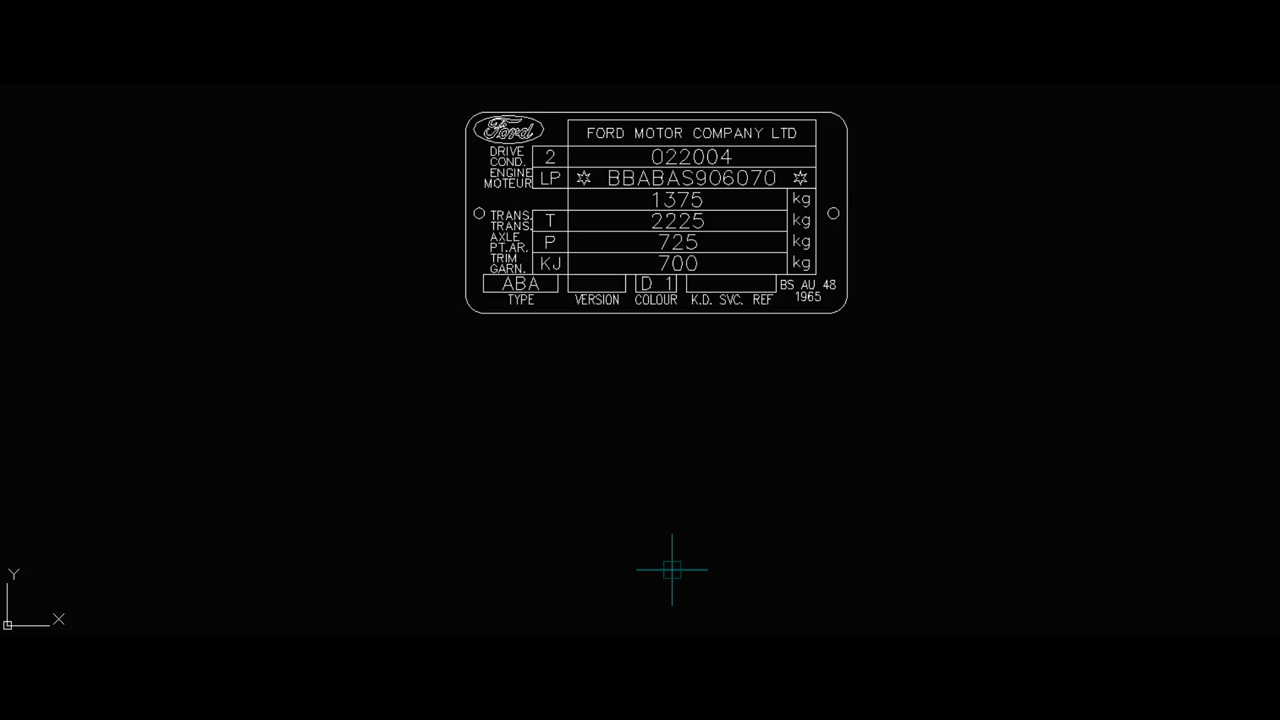 Ford
FORD MOTOR COMPANY LTD
DRIVE
COND. 2 022004
ENGINE
MOTEUR LP ✡ BBABAS906070 ✡
1375 kg
TRANS.
TRANS. T 2225 kg
AXLE
PT.AR. P 725 kg
TRIM
GARN. KJ 700 kg
ABA D 1 BS AU 48
1965
TYPE VERSION COLOUR K.D. SVC. REF
Y
X